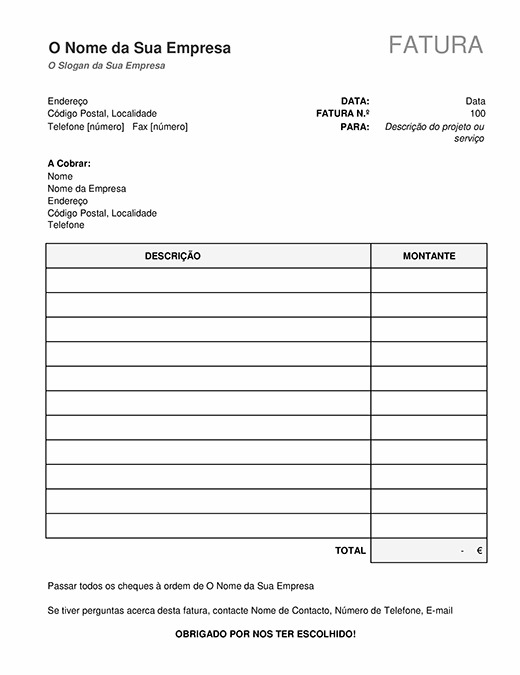 O Nome da Sua Empresa
FATURA
O Slogan da Sua Empresa
Endereço
DATA: Data
Código Postal, Localidade
FATURA N.º 100
Telefone [número] Fax [número]
PARA: Descrição do projeto ou
serviço
A Cobrar:
Nome
Nome da Empresa
Endereço
Código Postal, Localidade
Telefone
DESCRIÇÃO MONTANTE
TOTAL - €
Passar todos os cheques à ordem de O Nome da Sua Empresa
Se tiver perguntas acerca desta fatura, contacte Nome de Contacto, Número de Telefone, E-mail
OBRIGADO POR NOS TER ESCOLHIDO!